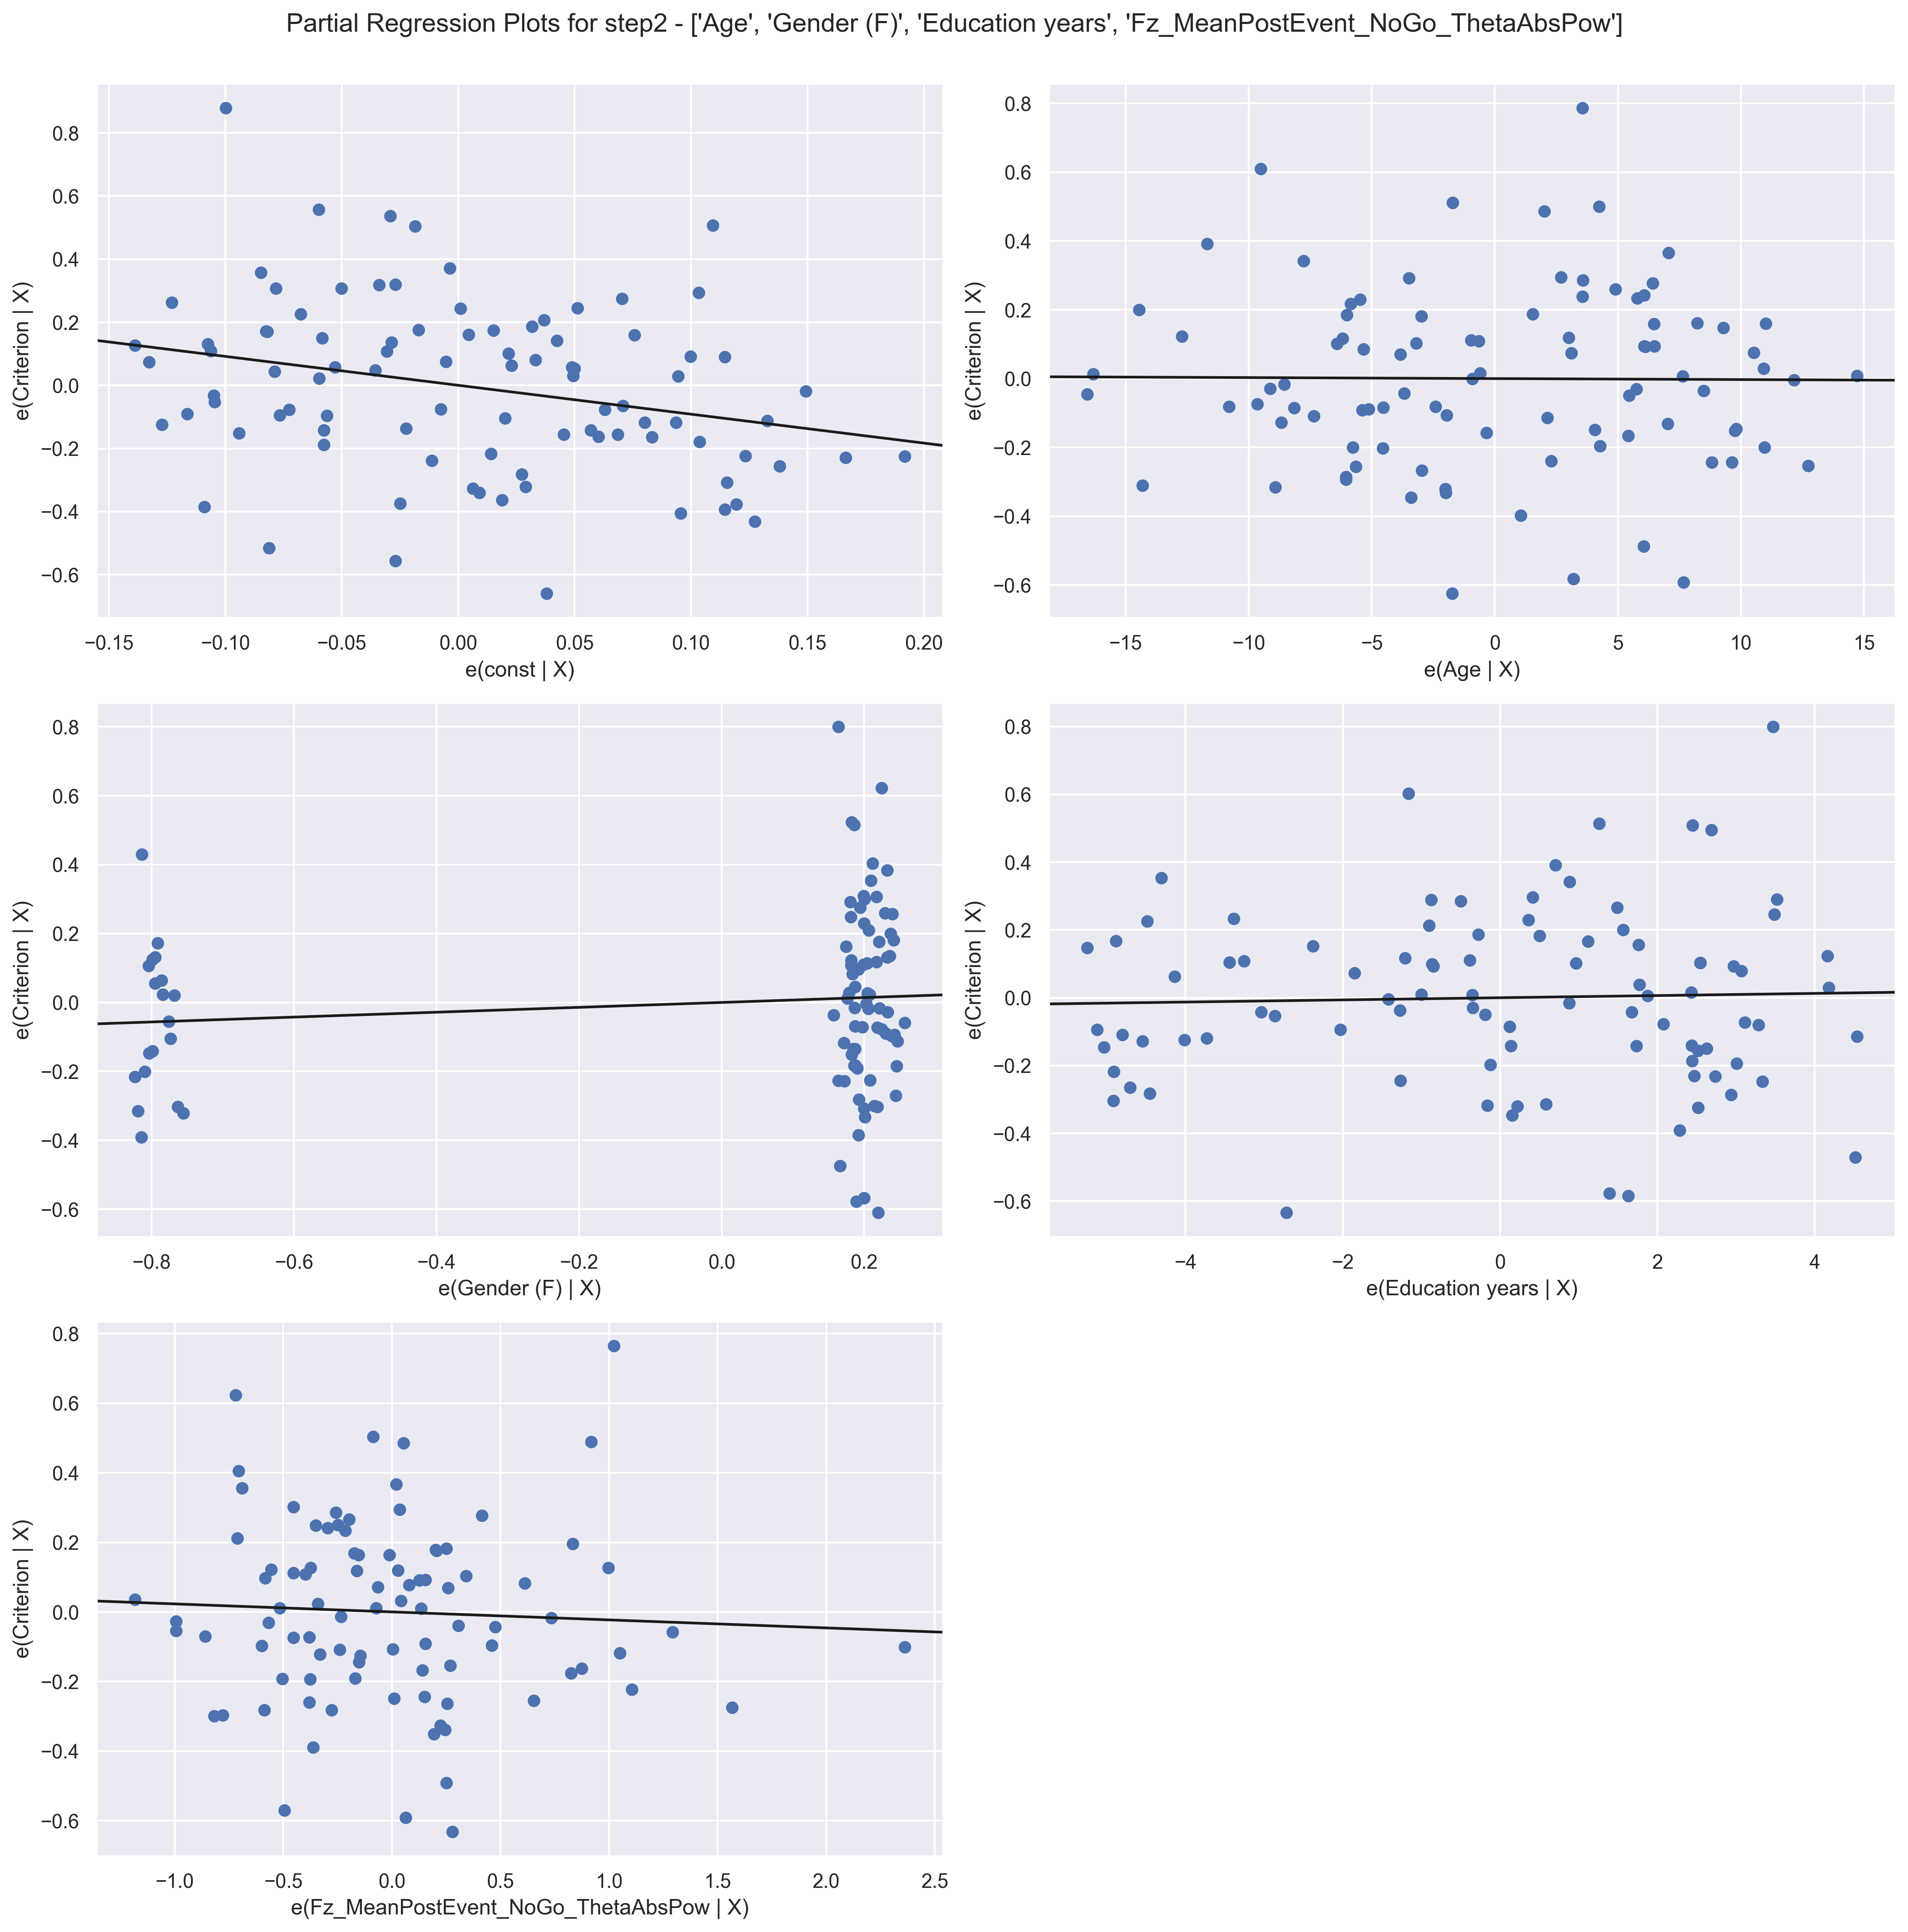 Partial Regression Plots for step2 - ['Age', 'Gender (F)', 'Education years', 'Fz_MeanPostEvent_NoGo_ThetaAbsPow']
e(Criterion | X)
0.8
0.6
0.4
0.2
0.0
−0.2
−0.4
−0.6
−0.15 −0.10 −0.05 0.00 0.05 0.10 0.15 0.20
e(const | X)
e(Criterion | X)
0.8
0.6
0.4
0.2
0.0
−0.2
−0.4
−0.6
−15 −10 −5 0 5 10 15
e(Age | X)
e(Criterion | X)
0.8
0.6
0.4
0.2
0.0
−0.2
−0.4
−0.6
−0.8 −0.6 −0.4 −0.2 0.0 0.2
e(Gender (F) | X)
e(Criterion | X)
0.8
0.6
0.4
0.2
0.0
−0.2
−0.4
−0.6
−4 −2 0 2 4
e(Education years | X)
e(Criterion | X)
0.8
0.6
0.4
0.2
0.0
−0.2
−0.4
−0.6
−1.0 −0.5 0.0 0.5 1.0 1.5 2.0 2.5
e(Fz_MeanPostEvent_NoGo_ThetaAbsPow | X)